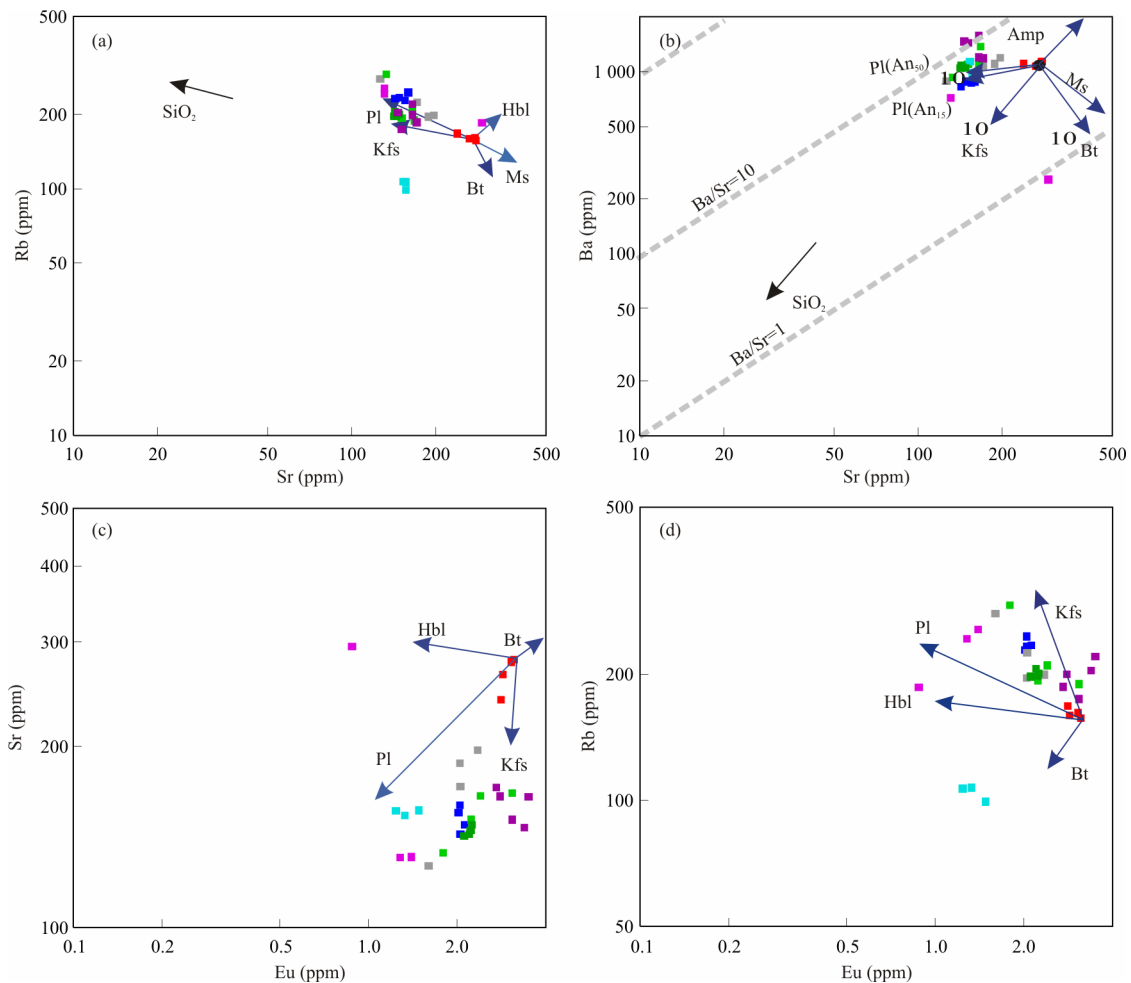 (a)
500
200
100
50
20
10
Rb (ppm)
SiO₂
Pl
Hbl
Kfs
Bt
Ms
10
20
50
100
200
500
Sr (ppm)
(b)
1 000
500
200
100
50
20
10
Ba (ppm)
Amp
Pl(An₅₀)
10
Ms
Pl(An₁₅)
10
Kfs
10
Bt
Ba/Sr=10
SiO₂
Ba/Sr=1
10
20
50
100
200
500
Sr (ppm)
(c)
500
400
300
200
100
Sr (ppm)
Hbl
Bt
Pl
Kfs
0.1
0.2
0.5
1.0
2.0
Eu (ppm)
(d)
500
200
100
50
Rb (ppm)
Kfs
Pl
Hbl
Bt
0.1
0.2
0.5
1.0
2.0
Eu (ppm)